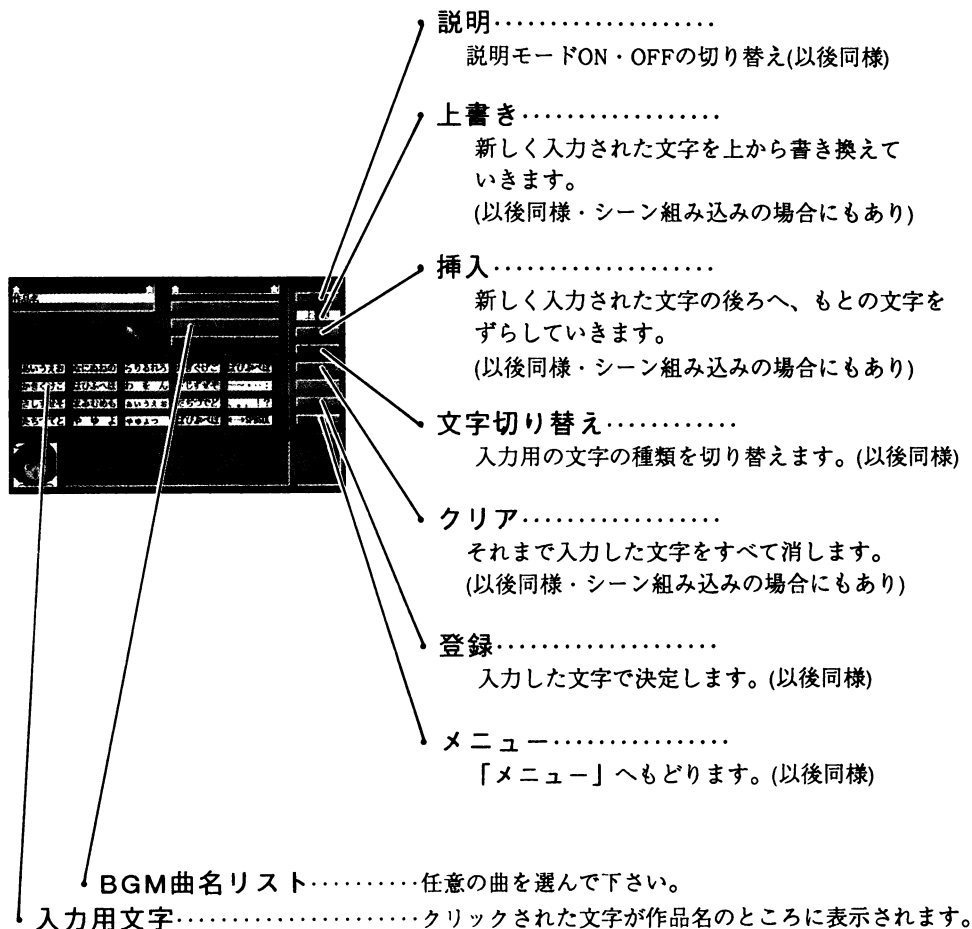 説明····················
説明モードON・OFFの切り替え(以後同様)
上書き··················
新しく入力された文字を上から書き換えて
いきます。
(以後同様・シーン組み込みの場合にもあり)
挿入····················
新しく入力された文字の後ろへ、もとの文字を
ずらしていきます。
(以後同様・シーン組み込みの場合にもあり)
文字切り替え············
入力用の文字の種類を切り替えます。(以後同様)
クリア··················
それまで入力した文字をすべて消します。
(以後同様・シーン組み込みの場合にもあり)
登録····················
入力した文字で決定します。(以後同様)
メニュー················
「メニュー」へもどります。(以後同様)
BGM曲名リスト··········任意の曲を選んで下さい。
入力用文字······················クリックされた文字が作品名のところに表示されます。
作品名